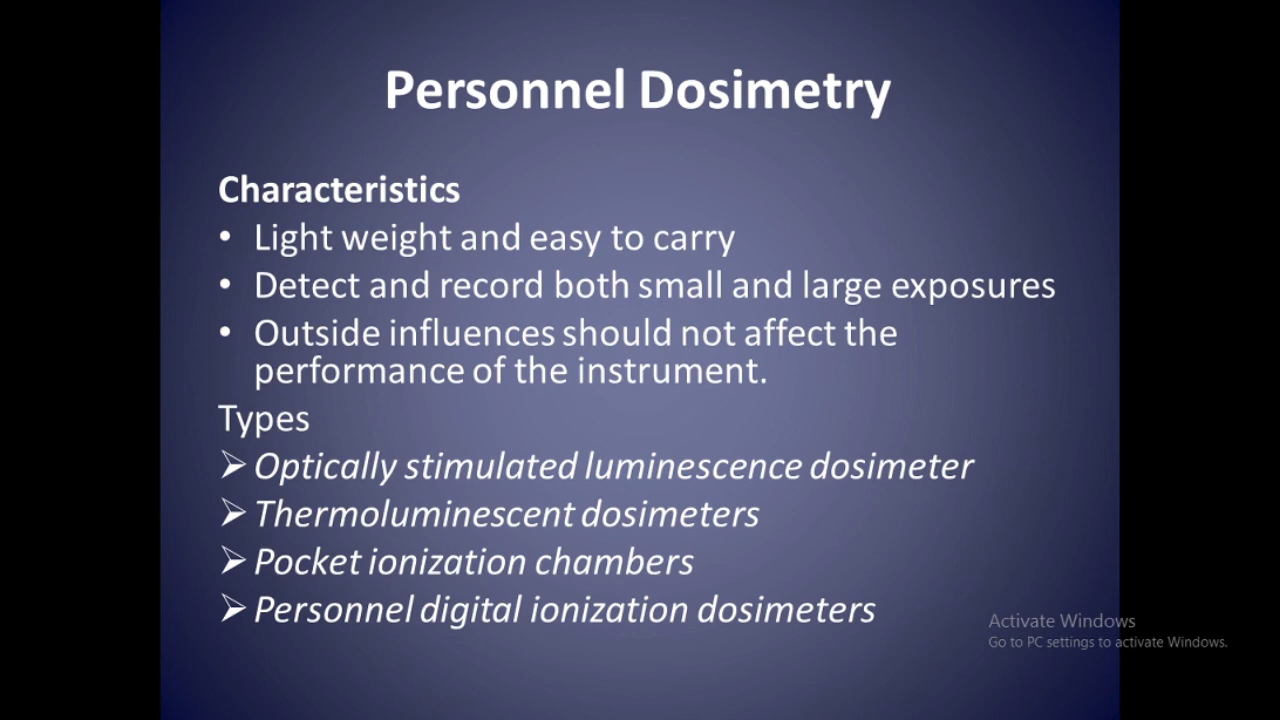 Personnel Dosimetry
Characteristics
• Light weight and easy to carry
• Detect and record both small and large exposures
• Outside influences should not affect the
performance of the instrument.
Types
➢ Optically stimulated luminescence dosimeter
➢ Thermoluminescent dosimeters
➢ Pocket ionization chambers
➢ Personnel digital ionization dosimeters
Activate Windows
Go to PC settings to activate Windows.